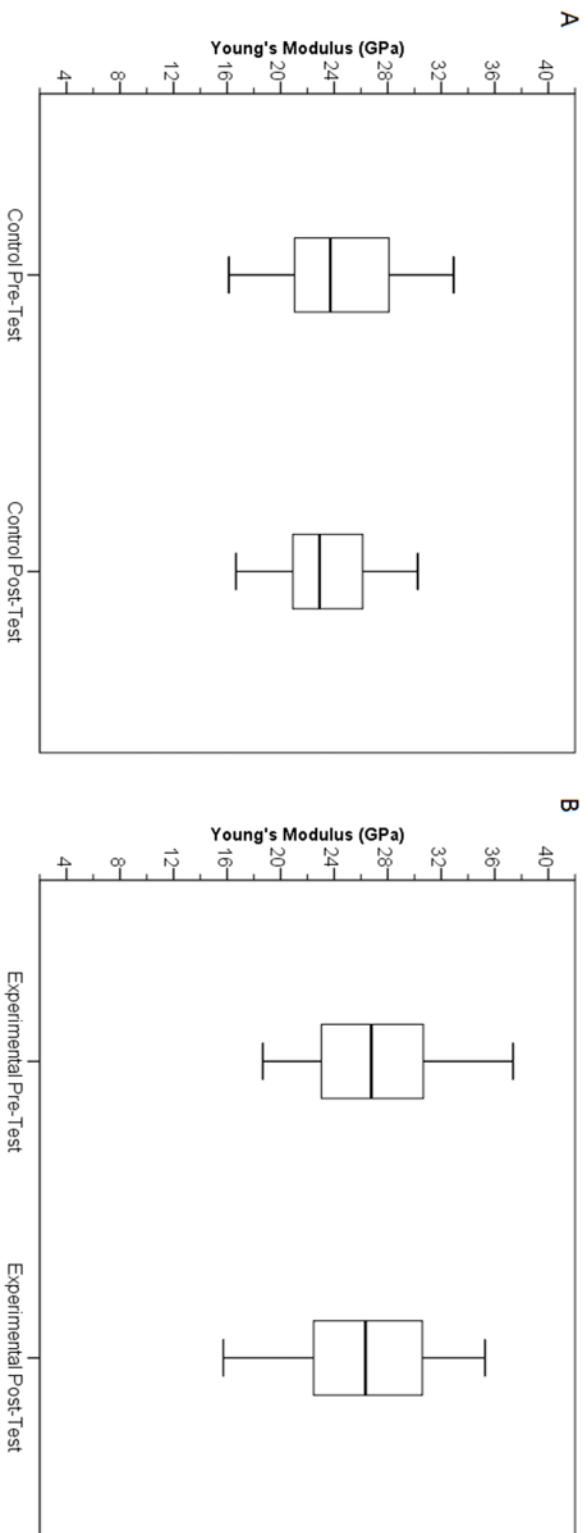 A
Young's Modulus (GPa)
40
36
32
28
24
20
16
12
8
4
Control Pre-Test
Control Post-Test
B
Young's Modulus (GPa)
40
36
32
28
24
20
16
12
8
4
Experimental Pre-Test
Experimental Post-Test